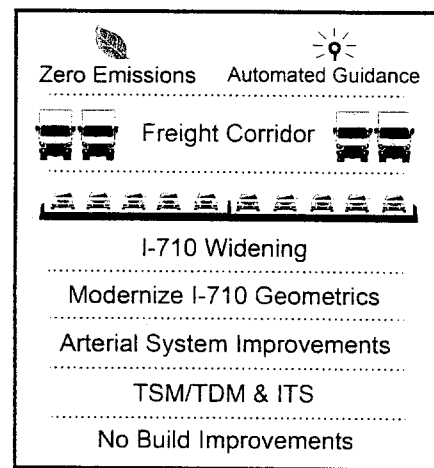 Zero Emissions Automated Guidance
Freight Corridor
I-710 Widening
Modernize I-710 Geometrics
Arterial System Improvements
TSM/TDM & ITS
No Build Improvements